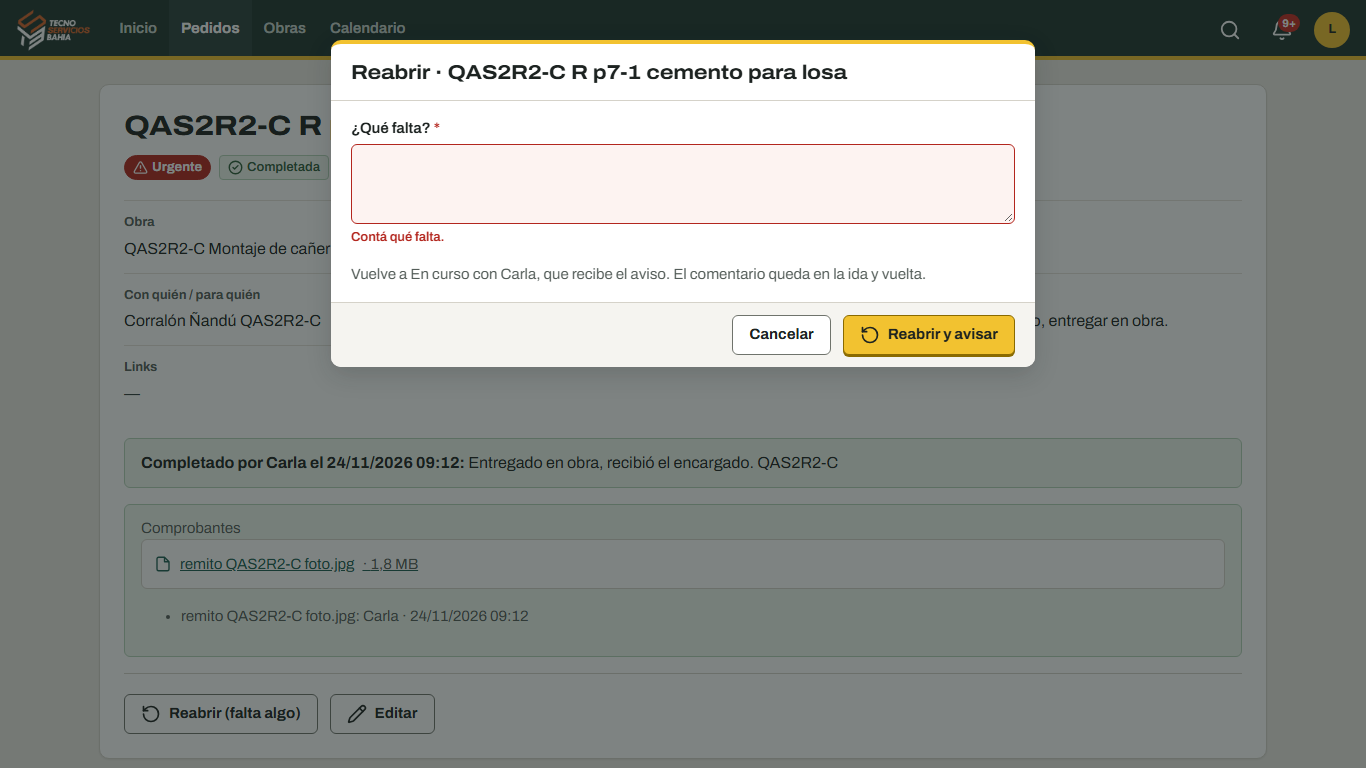 TECNO
SERVICIOS
BAHIA
Inicio
Pedidos
Obras
Calendario
9+
L
Reabrir · QAS2R2-C R p7-1 cemento para losa
¿Qué falta? *
Contá qué falta.
Vuelve a En curso con Carla, que recibe el aviso. El comentario queda en la ida y vuelta.
Cancelar
Reabrir y avisar
QAS2R2-C R
Urgente
Completada
Obra
QAS2R2-C Montaje de cañer
Con quién / para quién
Corralón Ñandú QAS2R2-C
, entregar en obra.
Links
—
Completado por Carla el 24/11/2026 09:12: Entregado en obra, recibió el encargado. QAS2R2-C
Comprobantes
remito QAS2R2-C foto.jpg · 1,8 MB
• remito QAS2R2-C foto.jpg: Carla · 24/11/2026 09:12
Reabrir (falta algo)
Editar